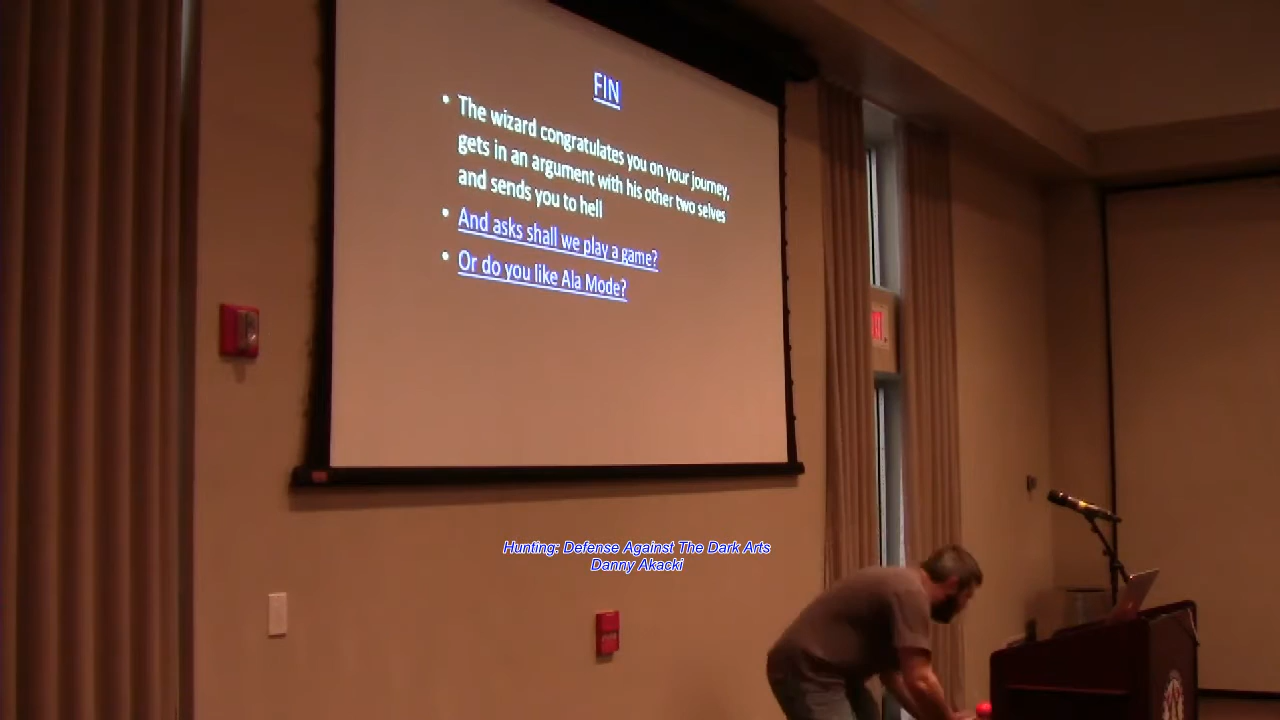 FIN
• The wizard congratulates you on your journey,
gets in an argument with his other two selves
and sends you to hell
• And asks shall we play a game?
• Or do you like Ala Mode?
Hunting: Defense Against The Dark Arts
Danny Akacki